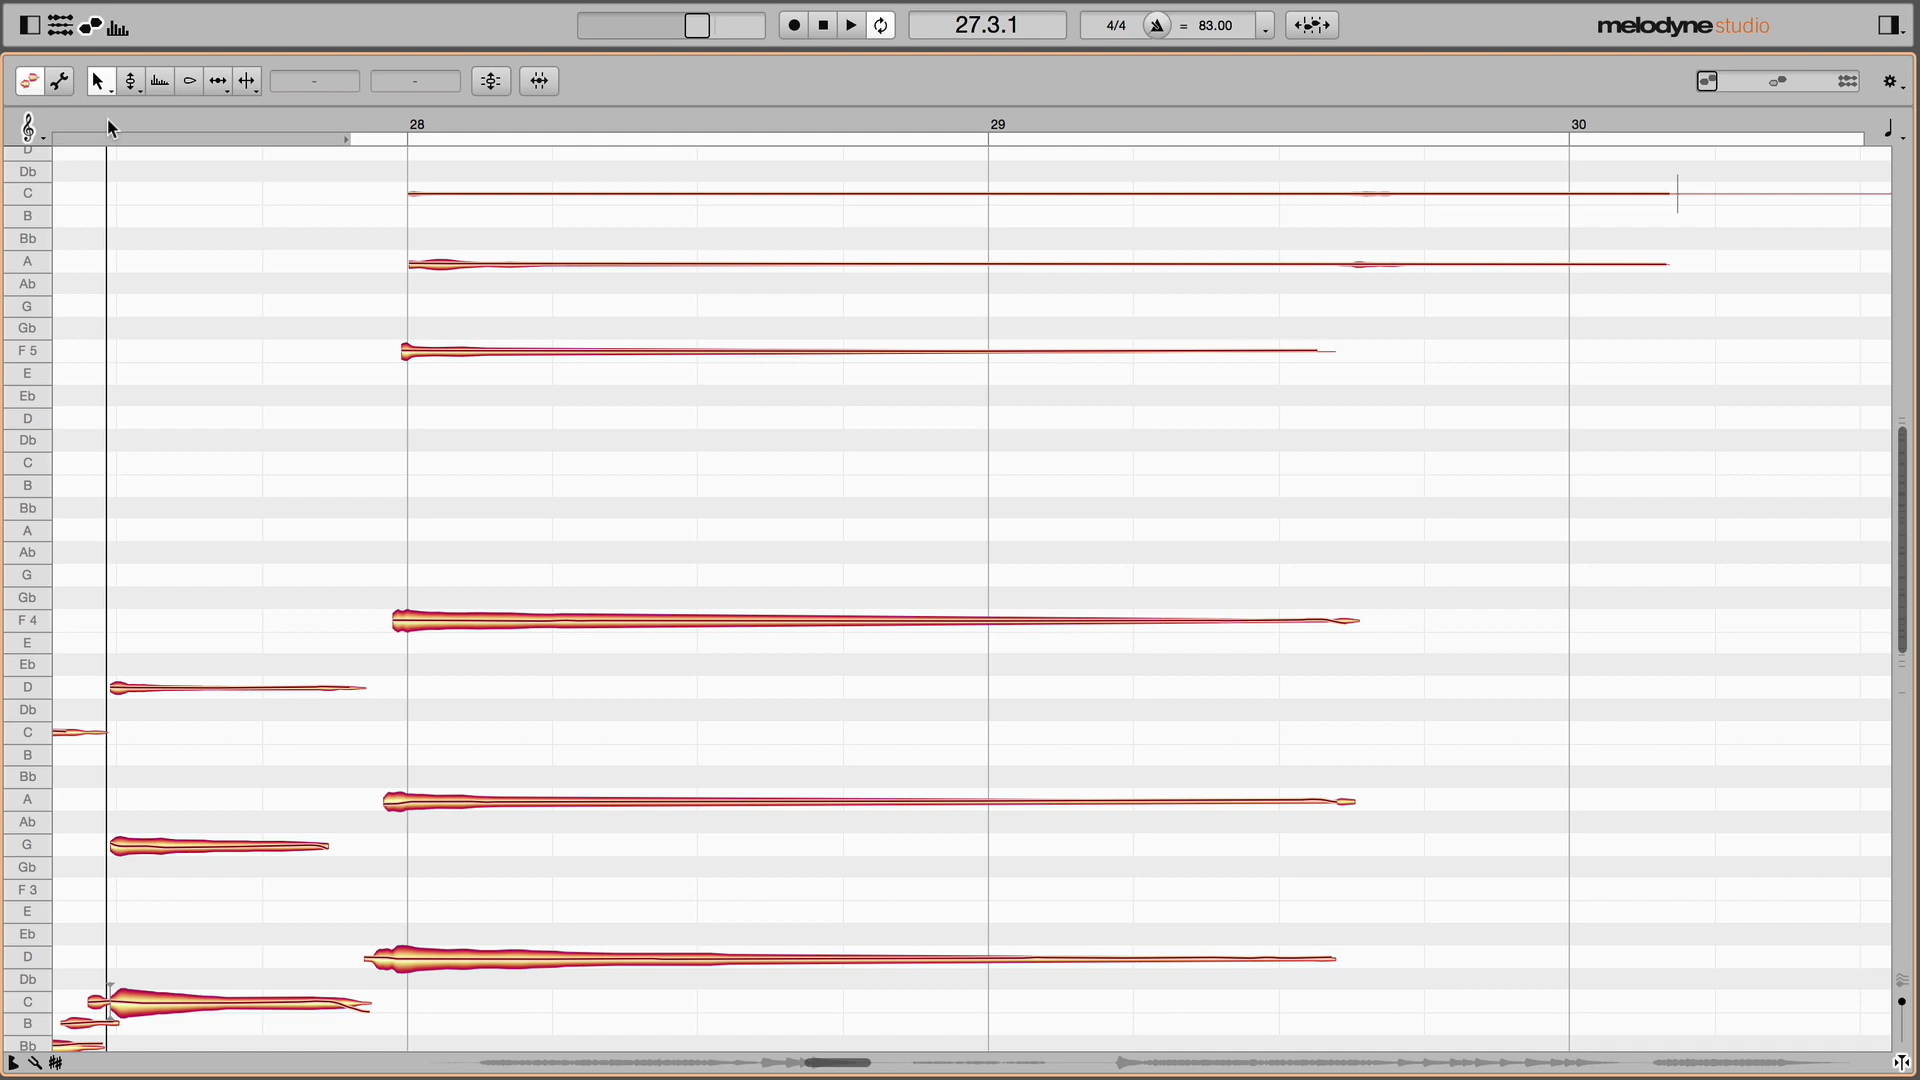 27.3.1
4/4 = 83.00
melodyne studio
- -
28 29 30
D
Db
C
B
Bb
A
Ab
G
Gb
F 5
E
Eb
D
Db
C
B
Bb
A
Ab
G
Gb
F 4
E
Eb
D
Db
C
B
Bb
A
Ab
G
Gb
F 3
E
Eb
D
Db
C
B
Bb